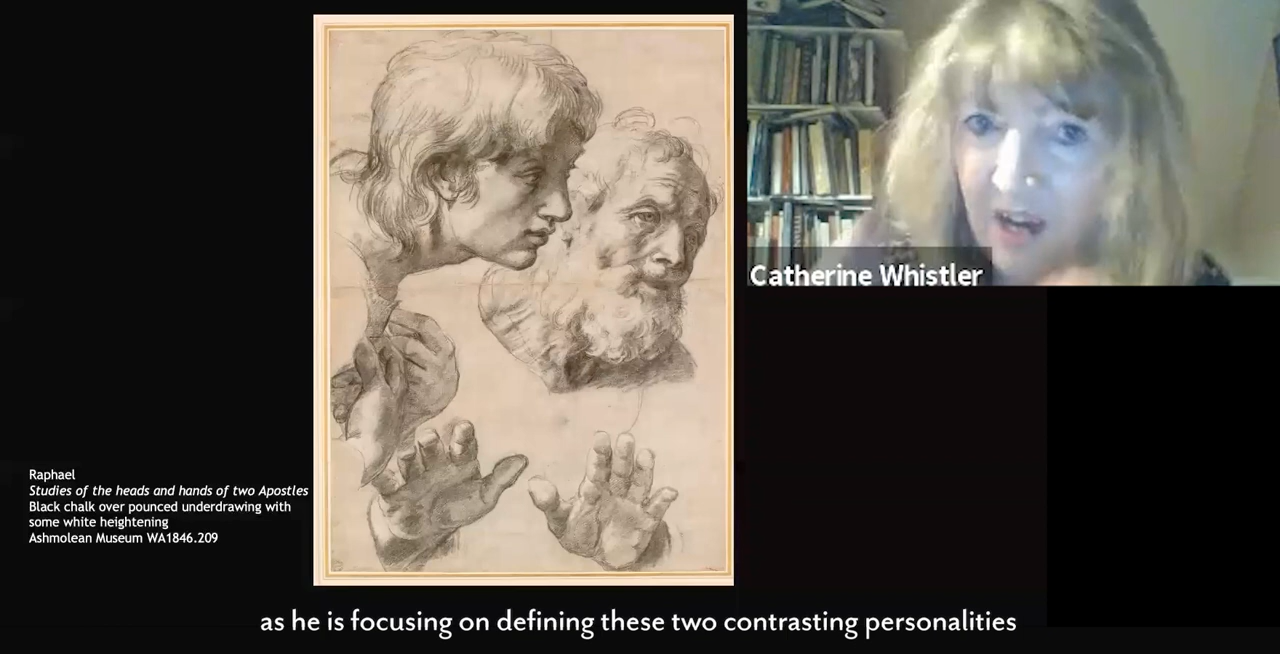 Catherine Whistler
Raphael
Studies of the heads and hands of two Apostles
Black chalk over pounced underdrawing with
some white heightening
Ashmolean Museum WA1846.209
as he is focusing on defining these two contrasting personalities